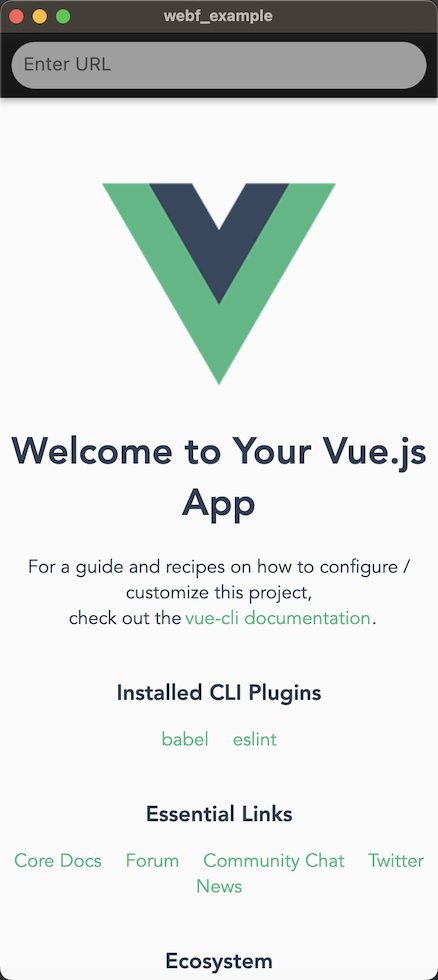 webf_example
Enter URL
Welcome to Your Vue.js
App
For a guide and recipes on how to configure /
customize this project,
check out the vue-cli documentation.
Installed CLI Plugins
babel eslint
Essential Links
Core Docs Forum Community Chat Twitter
News
Ecosystem